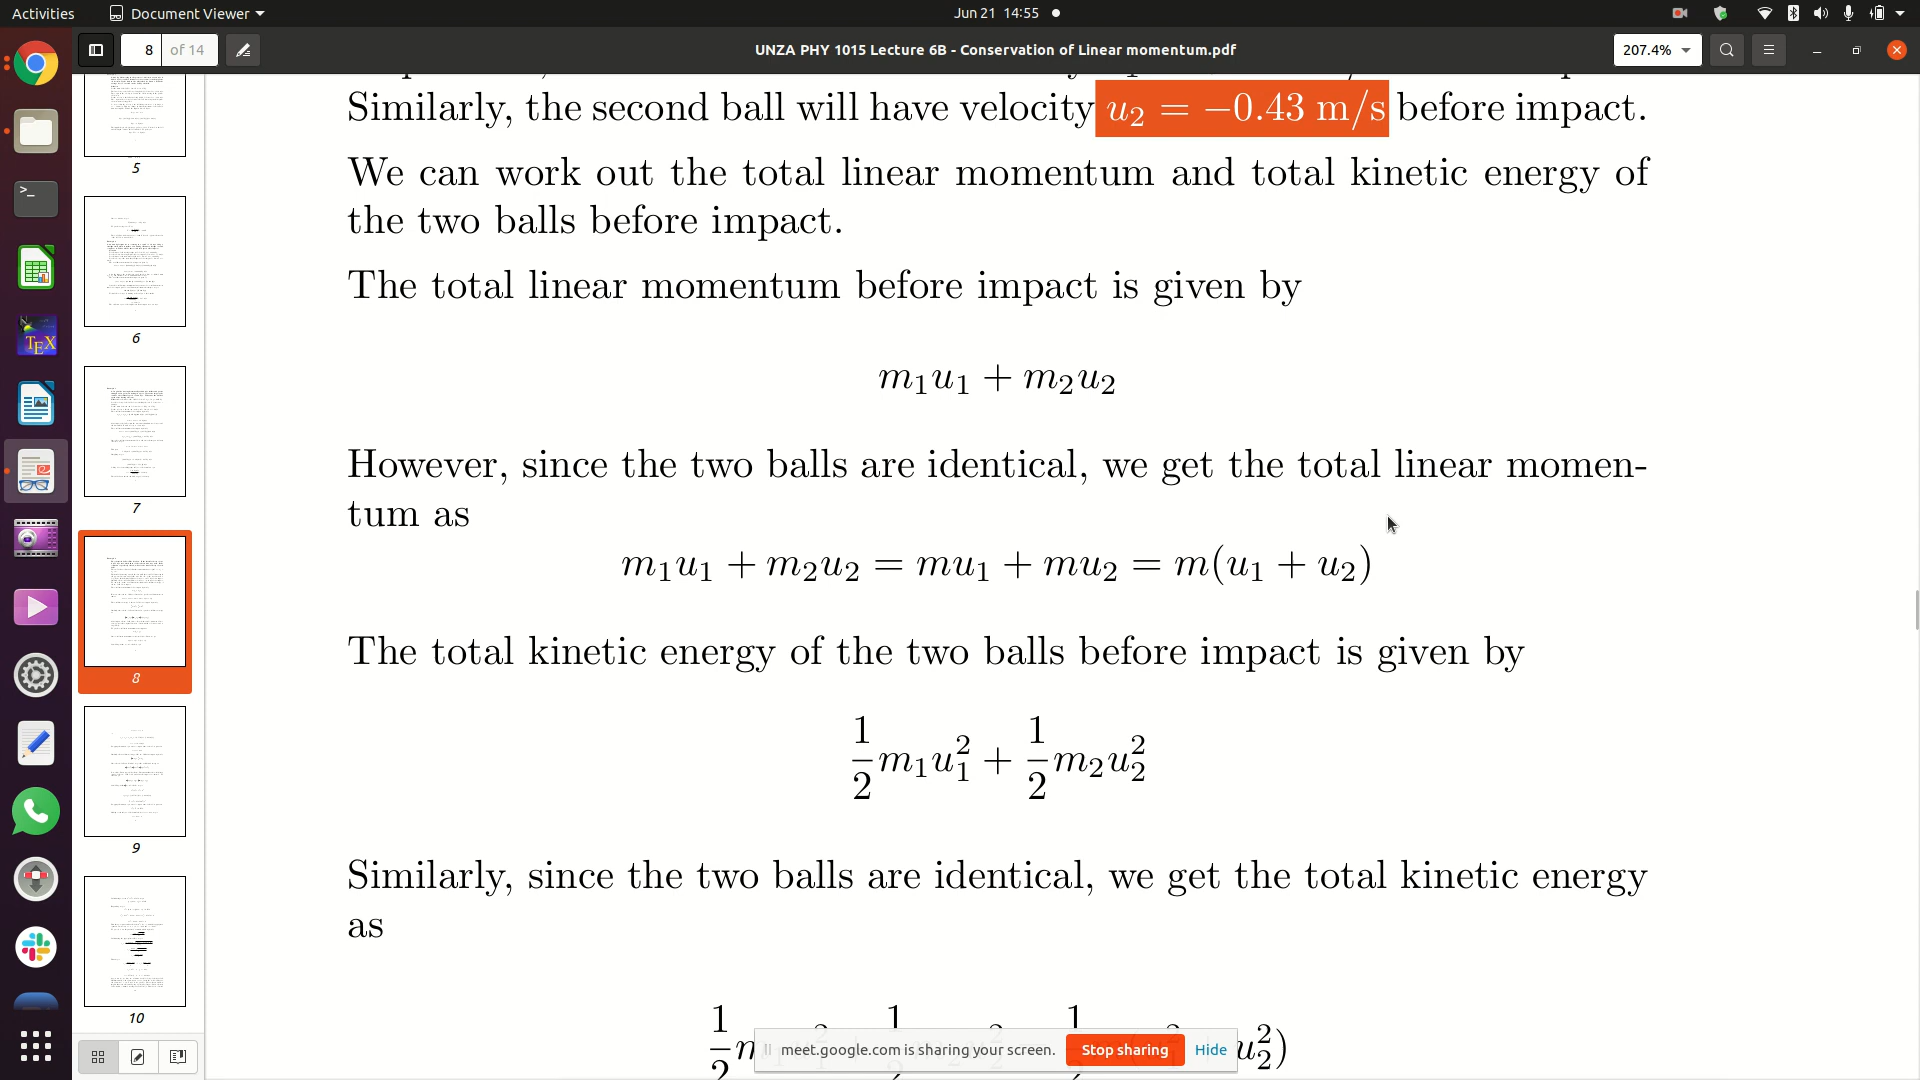 Activities
Document Viewer
Jun 21 14:55
8 of 14
UNZA PHY 1015 Lecture 6B - Conservation of Linear momentum.pdf
207.4%
Similarly, the second ball will have velocity u₂ = −0.43 m/s before impact.
We can work out the total linear momentum and total kinetic energy of
the two balls before impact.
The total linear momentum before impact is given by
m₁u₁ + m₂u₂
However, since the two balls are identical, we get the total linear momen-
tum as
m₁u₁ + m₂u₂ = mu₁ + mu₂ = m(u₁ + u₂)
The total kinetic energy of the two balls before impact is given by
1/2 m₁u₁² + 1/2 m₂u₂²
Similarly, since the two balls are identical, we get the total kinetic energy
as
meet.google.com is sharing your screen.
Stop sharing
Hide
5
6
7
8
9
10
>_
TEX